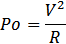 Po = V²/R